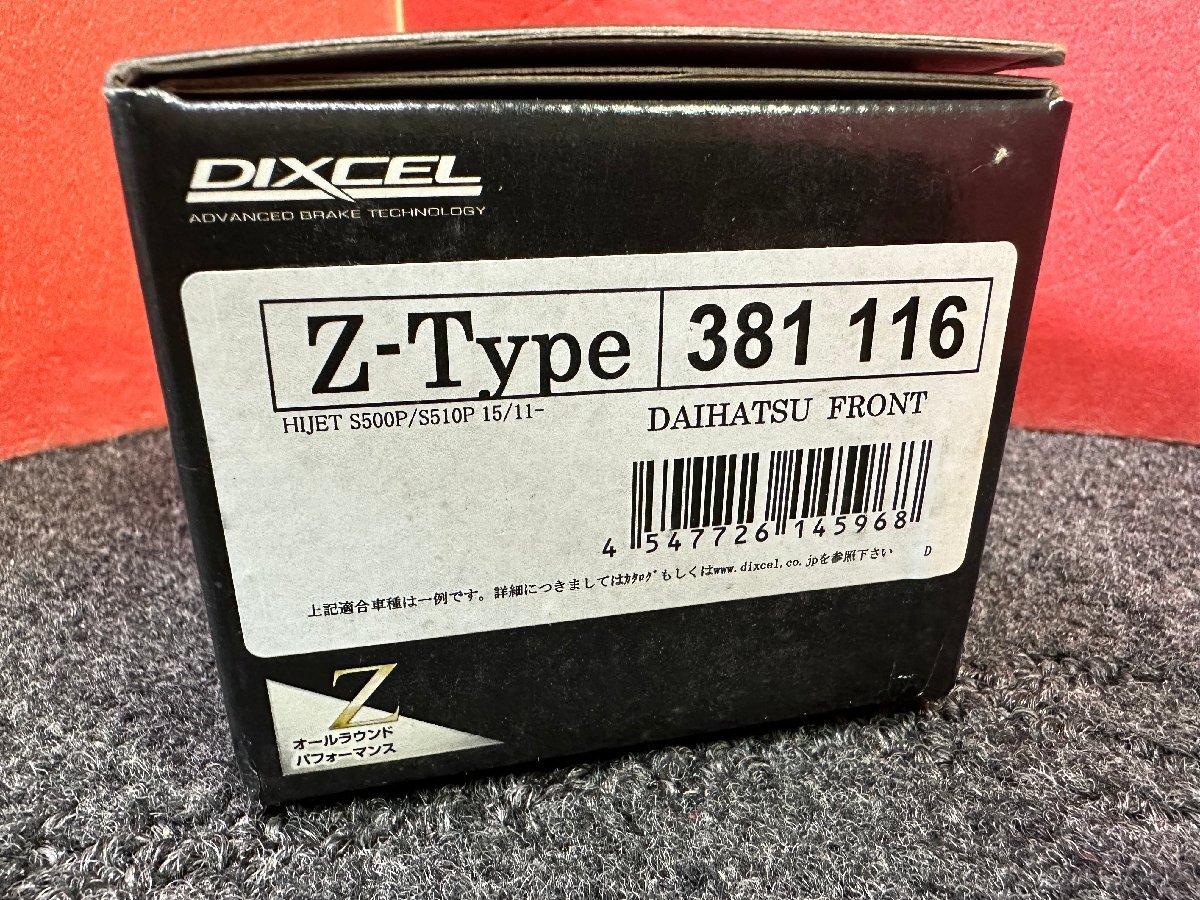 DIXCEL
ADVANCED BRAKE TECHNOLOGY
Z-Type 381 116
HIJET S500P/S510P 15/11-
DAIHATSU FRONT
4 547726 145968
上記適合車種は一例です。詳細につきましてはｶﾀﾛｸﾞもしくはwww.dixcel.co.jpを参照下さい D
Z
オールラウンド
パフォーマンス